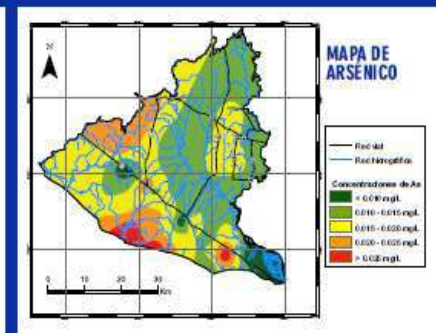 N
MAPA DE
ARSÉNICO
Red vial
Red hidrográfica
Concentraciones de As
< 0.010 mg/L
0.010 - 0.015 mg/L
0.015 - 0.020 mg/L
0.020 - 0.025 mg/L
> 0.025 mg/L
0 10 20 30
Km